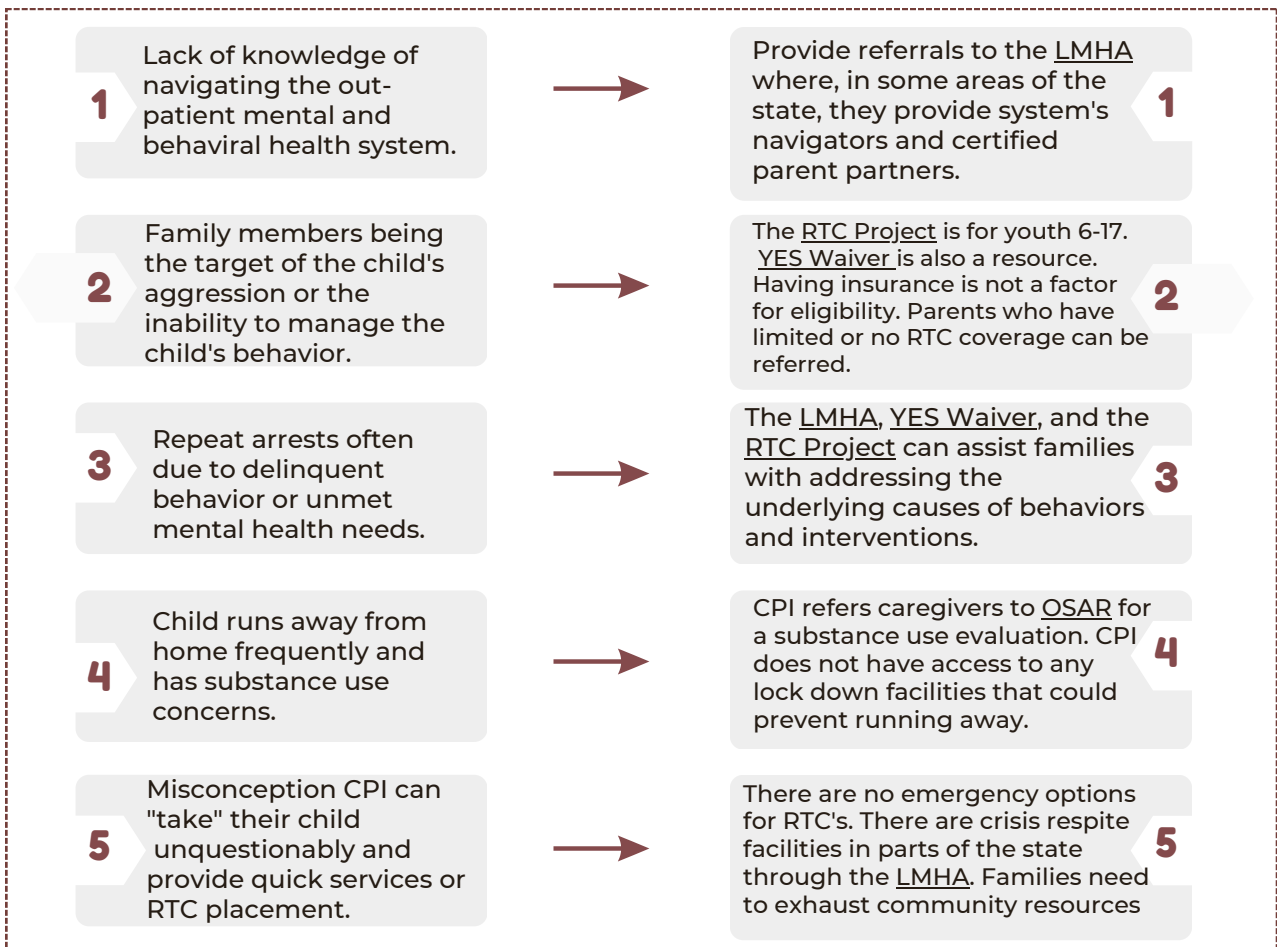 1
Lack of knowledge of
navigating the out-
patient mental and
behaviral health system.
Provide referrals to the LMHA
where, in some areas of the
state, they provide system's
navigators and certified
parent partners.
1
2
Family members being
the target of the child's
aggression or the
inability to manage the
child's behavior.
The RTC Project is for youth 6-17.
YES Waiver is also a resource.
Having insurance is not a factor
for eligibility. Parents who have
limited or no RTC coverage can be
referred.
2
3
Repeat arrests often
due to delinquent
behavior or unmet
mental health needs.
The LMHA, YES Waiver, and the
RTC Project can assist families
with addressing the
underlying causes of behaviors
and interventions.
3
4
Child runs away from
home frequently and
has substance use
concerns.
CPI refers caregivers to OSAR for
a substance use evaluation. CPI
does not have access to any
lock down facilities that could
prevent running away.
4
5
Misconception CPI can
"take" their child
unquestionably and
provide quick services or
RTC placement.
There are no emergency options
for RTC's. There are crisis respite
facilities in parts of the state
through the LMHA. Families need
to exhaust community resources
5